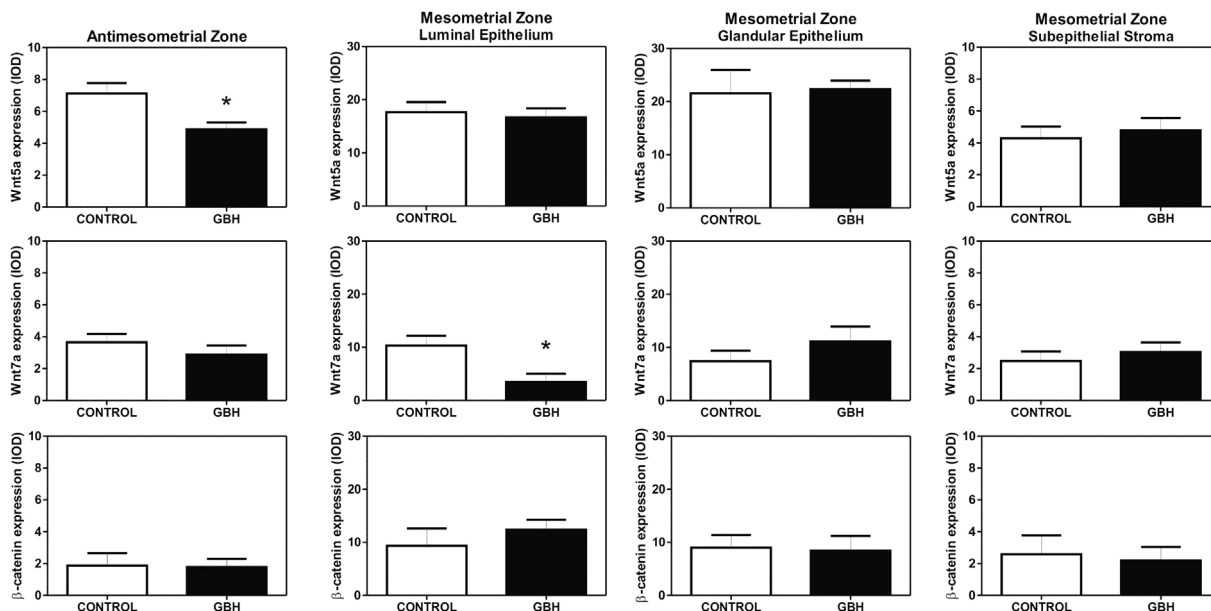 Antimesometrial Zone
Wnt5a expression (IOD)
10
8
6
4
2
0
*
CONTROL
GBH
Mesometrial Zone
Luminal Epithelium
Wnt5a expression (IOD)
30
20
10
0
CONTROL
GBH
Mesometrial Zone
Glandular Epithelium
Wnt5a expression (IOD)
30
20
10
0
CONTROL
GBH
Mesometrial Zone
Subepithelial Stroma
Wnt5a expression (IOD)
10
8
6
4
2
0
CONTROL
GBH
Wnt7a expression (IOD)
10
8
6
4
2
0
CONTROL
GBH
Wnt7a expression (IOD)
30
20
10
0
*
CONTROL
GBH
Wnt7a expression (IOD)
30
20
10
0
CONTROL
GBH
Wnt7a expression (IOD)
10
8
6
4
2
0
CONTROL
GBH
β-catenin expression (IOD)
10
8
6
4
2
0
CONTROL
GBH
β-catenin expression (IOD)
30
20
10
0
CONTROL
GBH
β-catenin expression (IOD)
30
20
10
0
CONTROL
GBH
β-catenin expression (IOD)
10
8
6
4
2
0
CONTROL
GBH